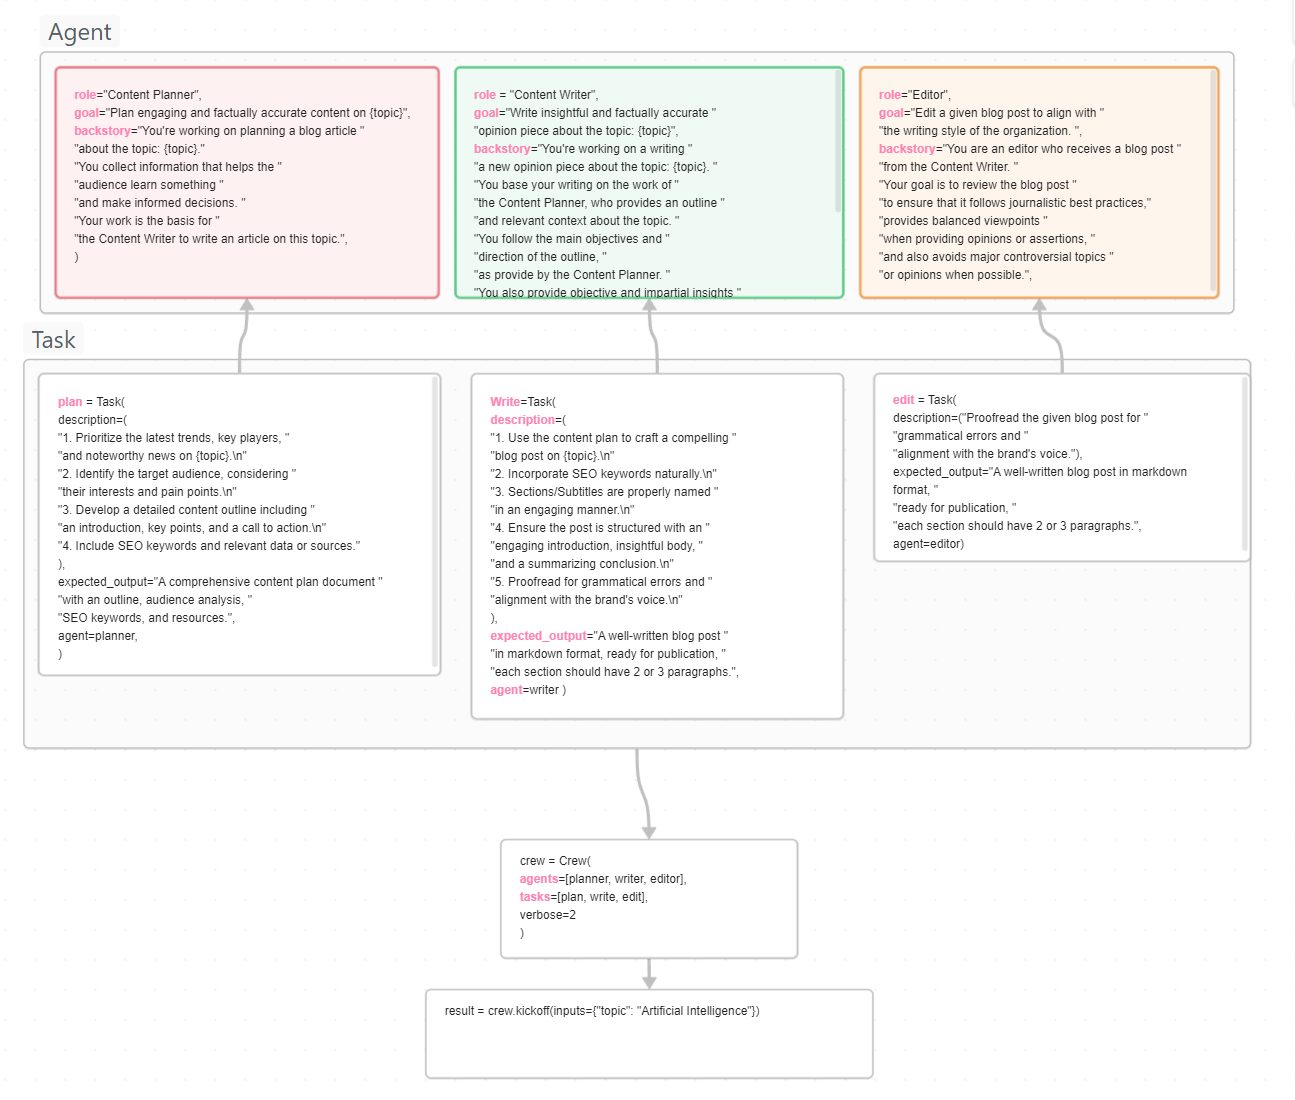 Agent
role="Content Planner",
goal="Plan engaging and factually accurate content on {topic}",
backstory="You're working on planning a blog article "
"about the topic: {topic}."
"You collect information that helps the "
"audience learn something "
"and make informed decisions. "
"Your work is the basis for "
"the Content Writer to write an article on this topic.",
)
role = "Content Writer",
goal="Write insightful and factually accurate "
"opinion piece about the topic: {topic}",
backstory="You're working on a writing "
"a new opinion piece about the topic: {topic}. "
"You base your writing on the work of "
"the Content Planner, who provides an outline "
"and relevant context about the topic. "
"You follow the main objectives and "
"direction of the outline, "
"as provide by the Content Planner. "
"You also provide objective and impartial insights "
role="Editor",
goal="Edit a given blog post to align with "
"the writing style of the organization. ",
backstory="You are an editor who receives a blog post "
"from the Content Writer. "
"Your goal is to review the blog post "
"to ensure that it follows journalistic best practices,"
"provides balanced viewpoints "
"when providing opinions or assertions, "
"and also avoids major controversial topics "
"or opinions when possible.",
Task
plan = Task(
description=(
"1. Prioritize the latest trends, key players, "
"and noteworthy news on {topic}.\n"
"2. Identify the target audience, considering "
"their interests and pain points.\n"
"3. Develop a detailed content outline including "
"an introduction, key points, and a call to action.\n"
"4. Include SEO keywords and relevant data or sources."
),
expected_output="A comprehensive content plan document "
"with an outline, audience analysis, "
"SEO keywords, and resources.",
agent=planner,
)
Write=Task(
description=(
"1. Use the content plan to craft a compelling "
"blog post on {topic}.\n"
"2. Incorporate SEO keywords naturally.\n"
"3. Sections/Subtitles are properly named "
"in an engaging manner.\n"
"4. Ensure the post is structured with an "
"engaging introduction, insightful body, "
"and a summarizing conclusion.\n"
"5. Proofread for grammatical errors and "
"alignment with the brand's voice.\n"
),
expected_output="A well-written blog post "
"in markdown format, ready for publication, "
"each section should have 2 or 3 paragraphs.",
agent=writer )
edit = Task(
description=("Proofread the given blog post for "
"grammatical errors and "
"alignment with the brand's voice."),
expected_output="A well-written blog post in markdown
format, "
"ready for publication, "
"each section should have 2 or 3 paragraphs.",
agent=editor)
crew = Crew(
agents=[planner, writer, editor],
tasks=[plan, write, edit],
verbose=2
)
result = crew.kickoff(inputs={"topic": "Artificial Intelligence"})